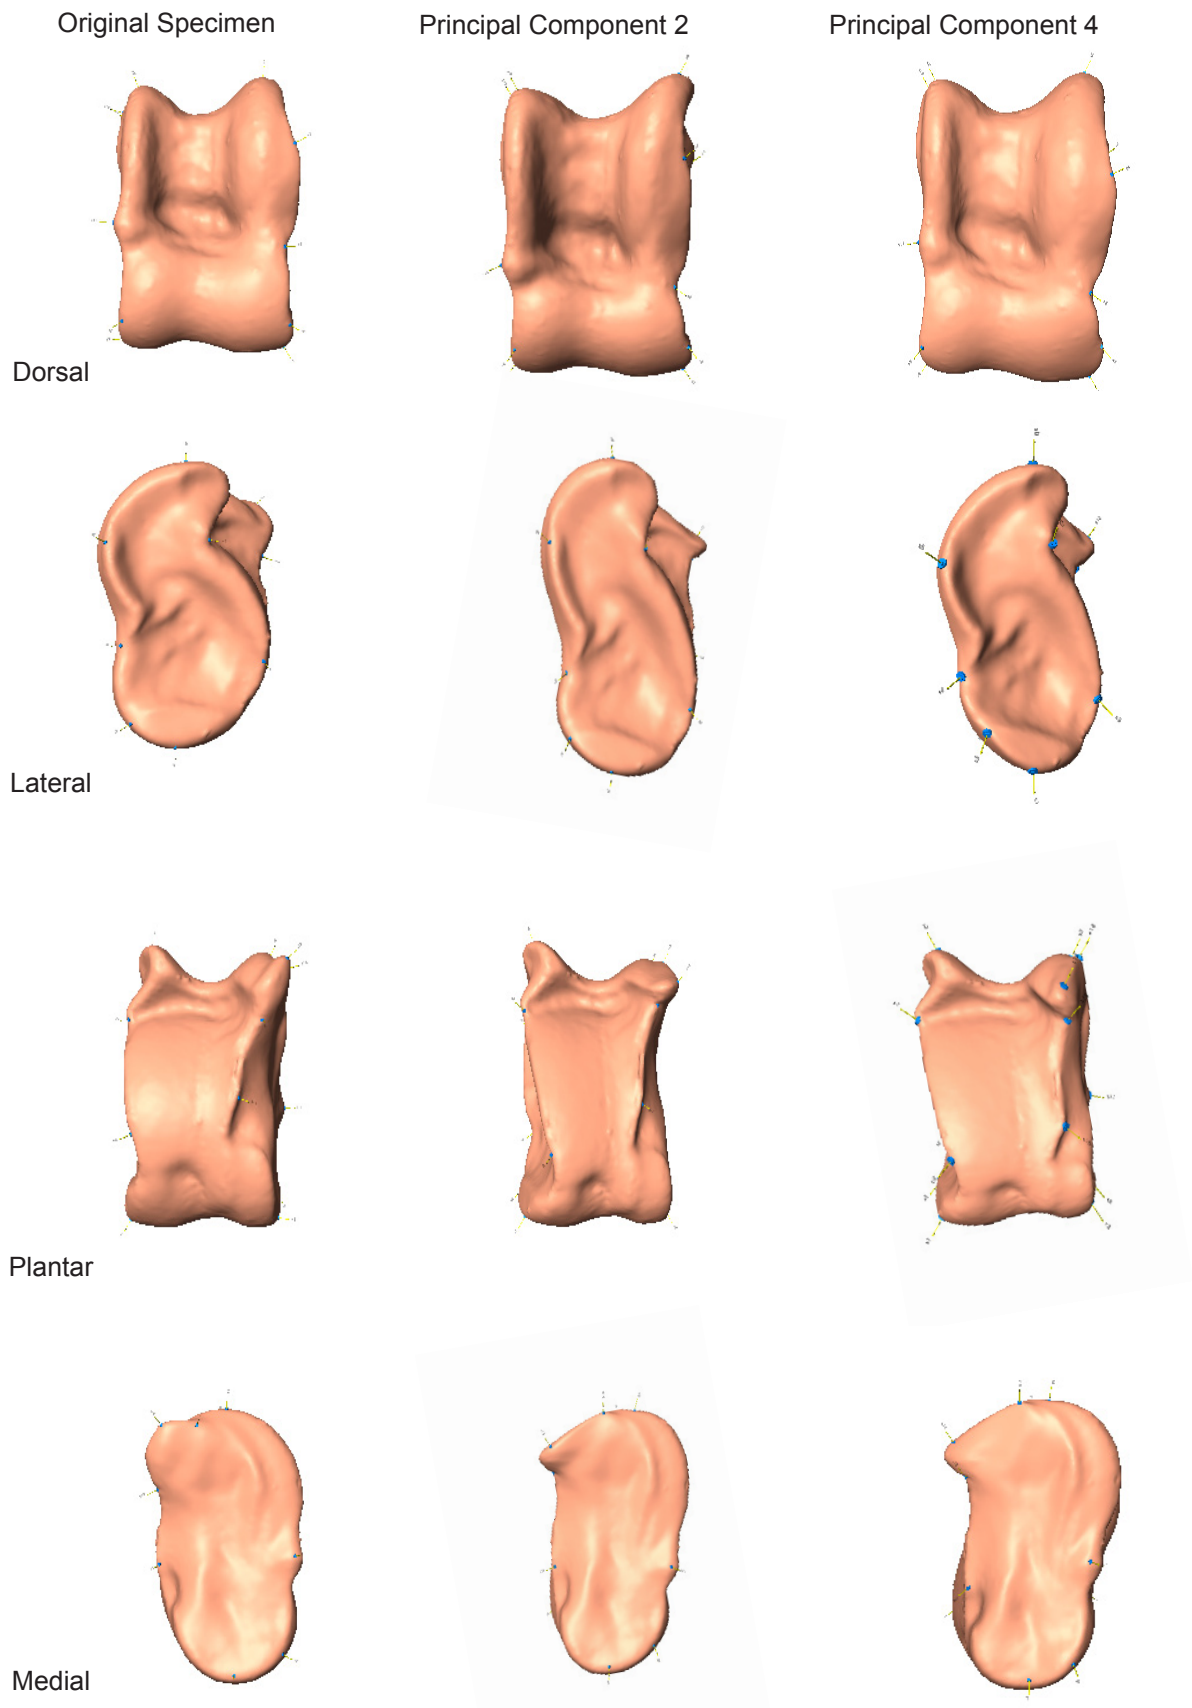 Original Specimen
Principal Component 2
Principal Component 4
Dorsal
Lateral
Plantar
Medial